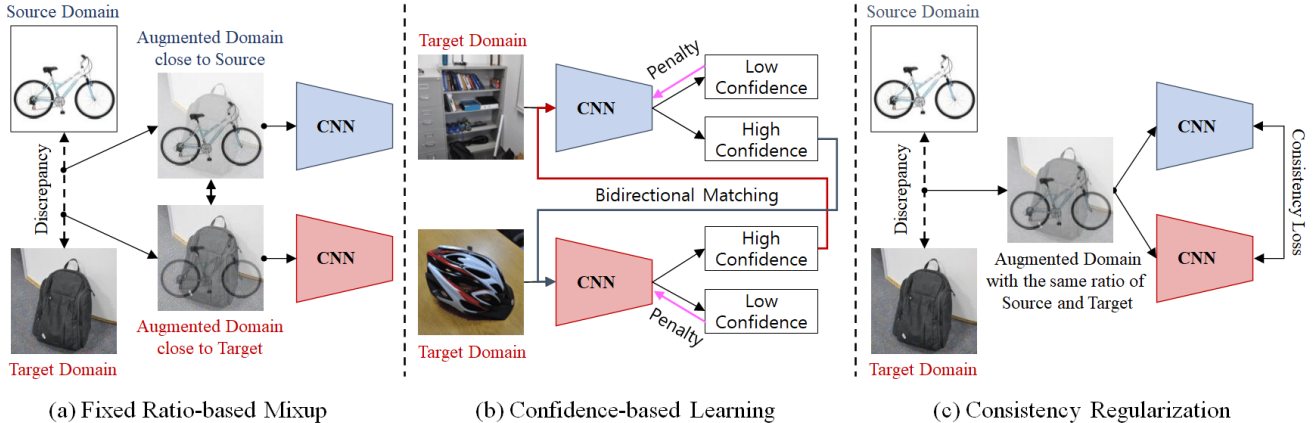 Source Domain
Augmented Domain
close to Source
CNN
Discrepancy
CNN
Augmented Domain
close to Target
Target Domain
(a) Fixed Ratio-based Mixup
Target Domain
CNN
Penalty
Low
Confidence
High
Confidence
Bidirectional Matching
CNN
High
Confidence
Low
Confidence
Penalty
Target Domain
(b) Confidence-based Learning
Source Domain
CNN
Discrepancy
Consistency Loss
CNN
Augmented Domain
with the same ratio of
Source and Target
Target Domain
(c) Consistency Regularization